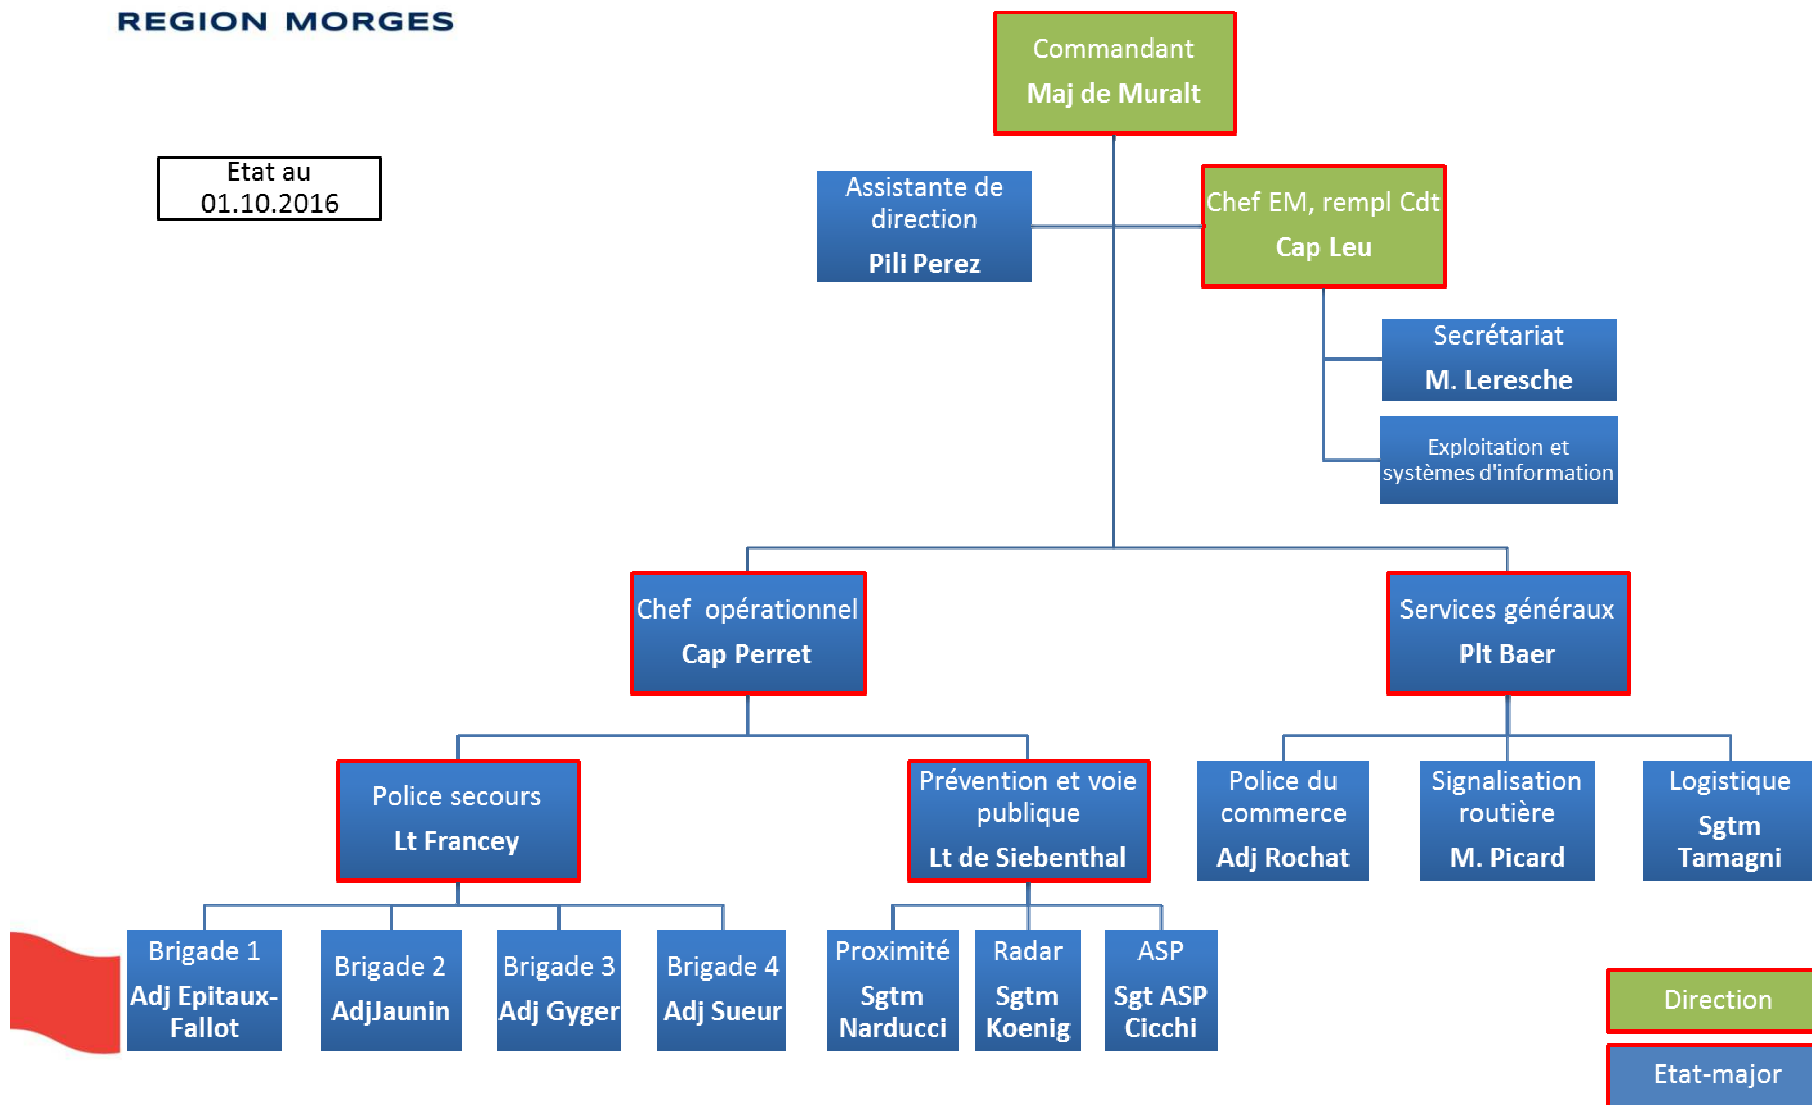 REGION MORGES
Commandant
Maj de Muralt
Etat au
01.10.2016
Assistante de
direction
Pili Perez
Chef EM, rempl Cdt
Cap Leu
Secrétariat
M. Leresche
Exploitation et
systèmes d'information
Chef  opérationnel
Cap Perret
Services généraux
Plt Baer
Police secours
Lt Francey
Prévention et voie
publique
Lt de Siebenthal
Police du
commerce
Adj Rochat
Signalisation
routière
M. Picard
Logistique
Sgtm
Tamagni
Brigade 1
Adj Epitaux-
Fallot
Brigade 2
AdjJaunin
Brigade 3
Adj Gyger
Brigade 4
Adj Sueur
Proximité
Sgtm
Narducci
Radar
Sgtm
Koenig
ASP
Sgt ASP
Cicchi
Direction
Etat-major